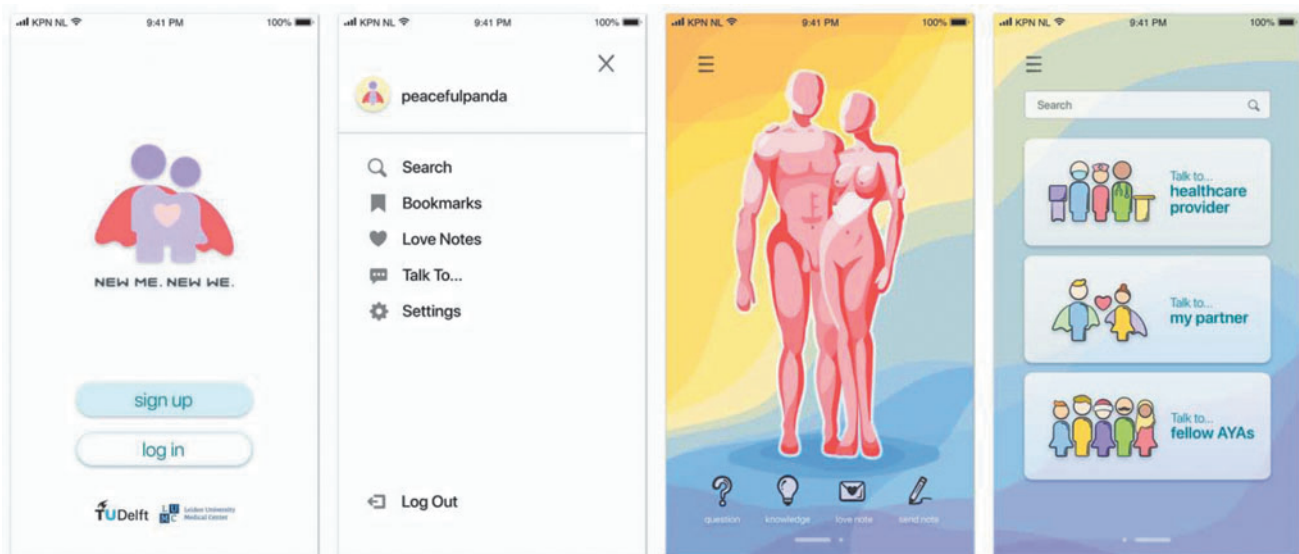 KPN NL 9:41 PM 100%
NEW ME. NEW WE.
sign up
log in
TUDelft
LUMC Leiden University
Medical Center
KPN NL 9:41 PM 100%
peacefulpanda
Search
Bookmarks
Love Notes
Talk To...
Settings
Log Out
KPN NL 9:41 PM 100%
question knowledge love note send note
KPN NL 9:41 PM 100%
Search
Talk to...
healthcare
provider
Talk to...
my partner
Talk to...
fellow AYAs